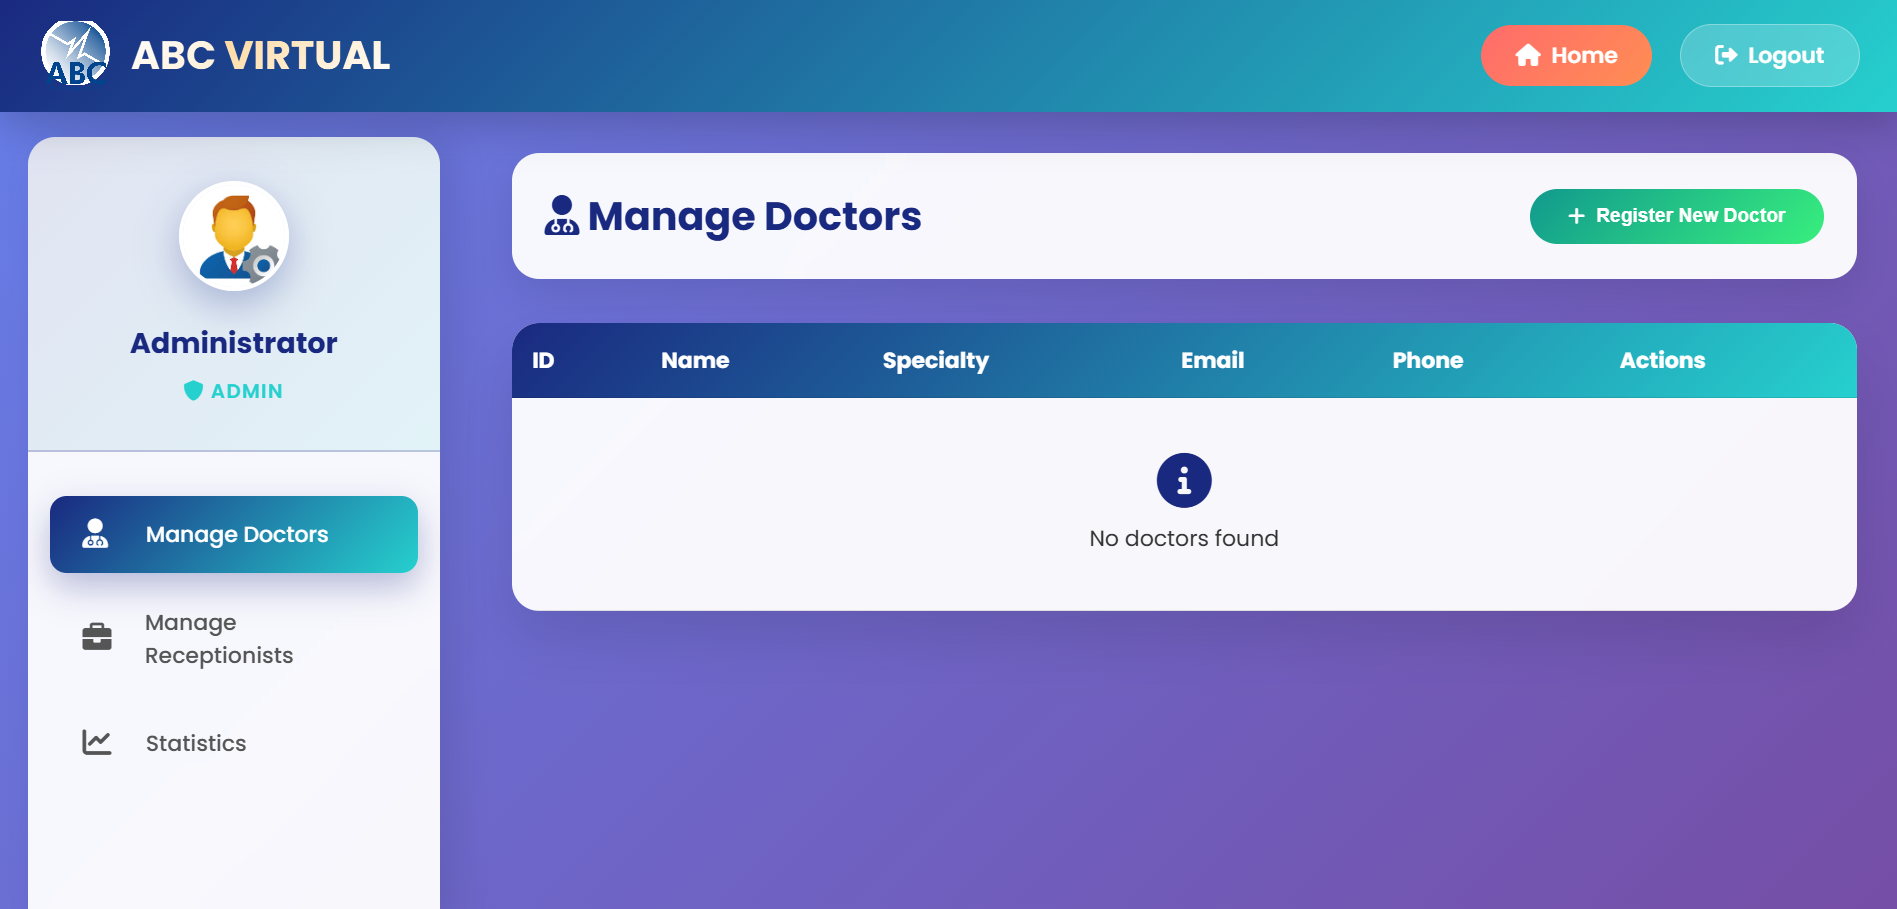 ABC
ABC VIRTUAL
Home
Logout
Administrator
ADMIN
Manage Doctors
Manage
Receptionists
Statistics
Manage Doctors
+ Register New Doctor
ID Name Specialty Email Phone Actions
No doctors found